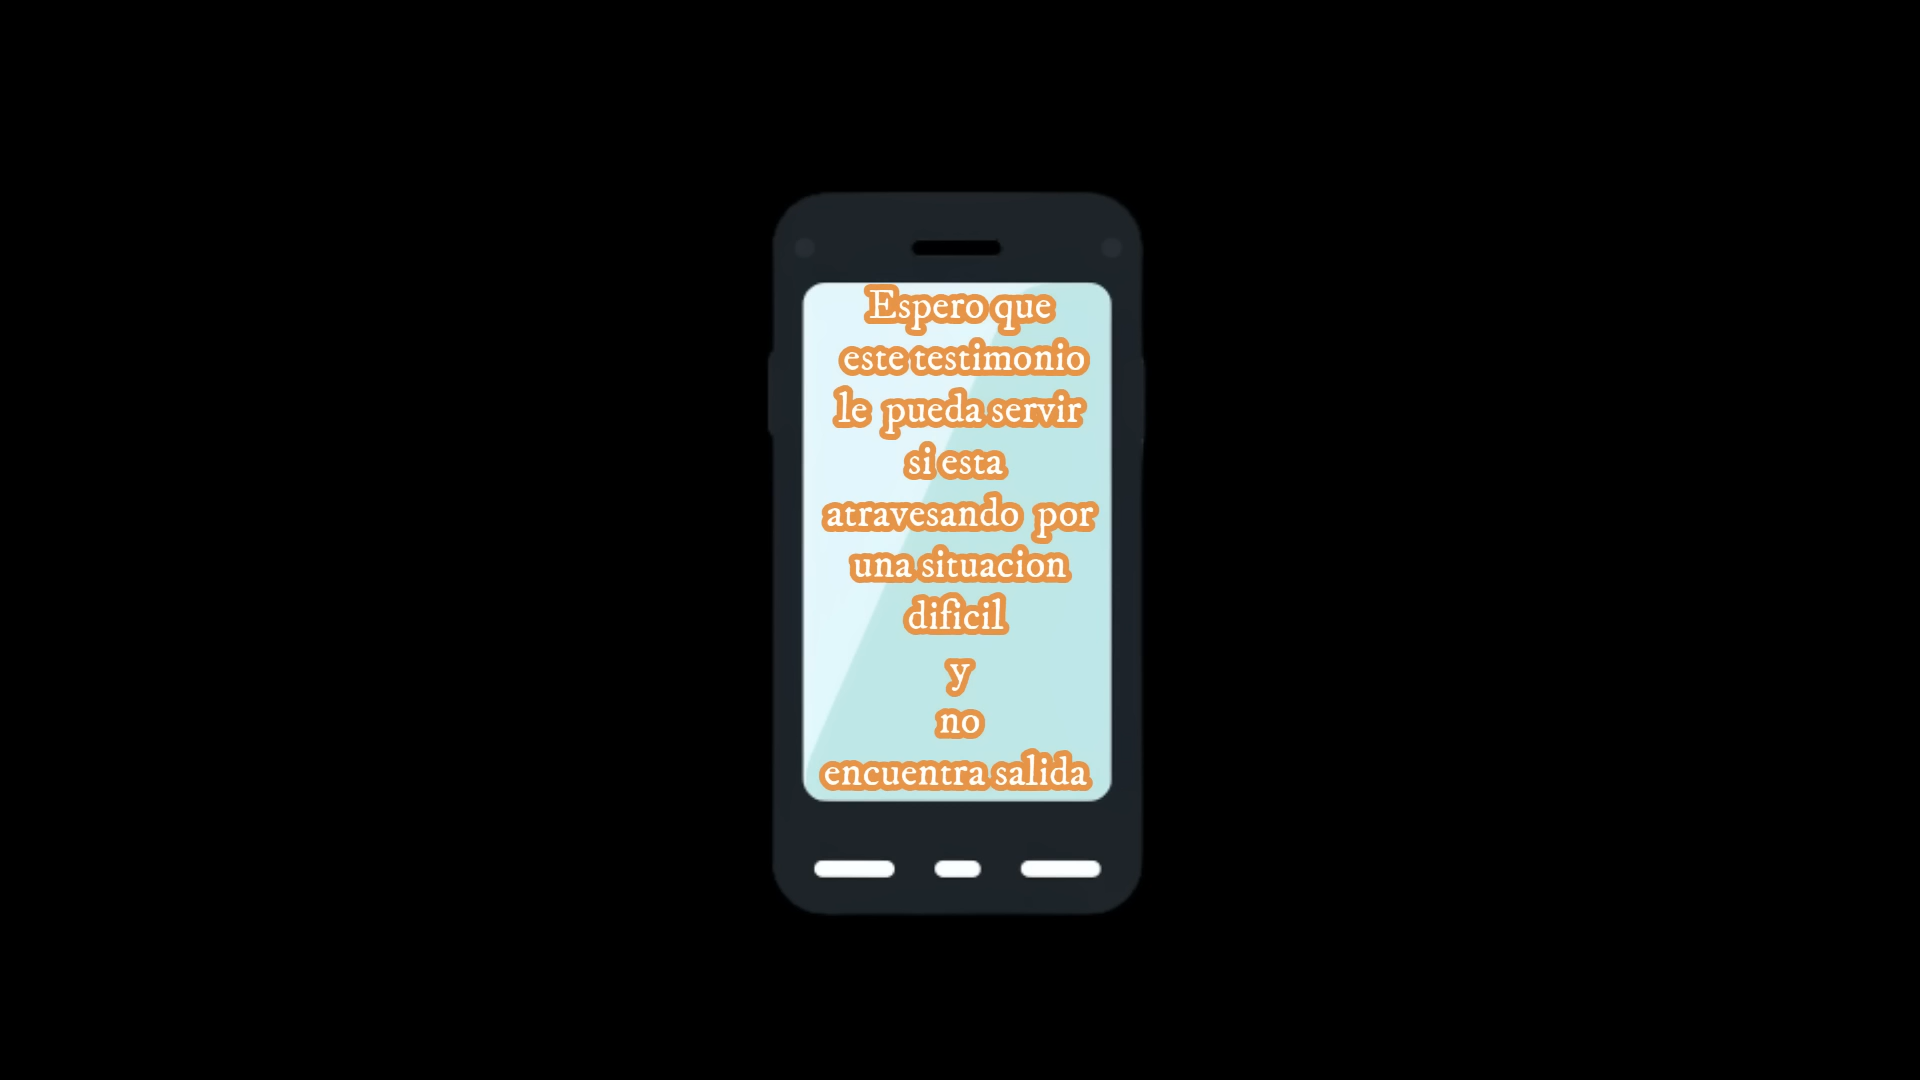 Espero que
este testimonio
le pueda servir
si esta
atravesando por
una situacion
dificil
y
no
encuentra salida